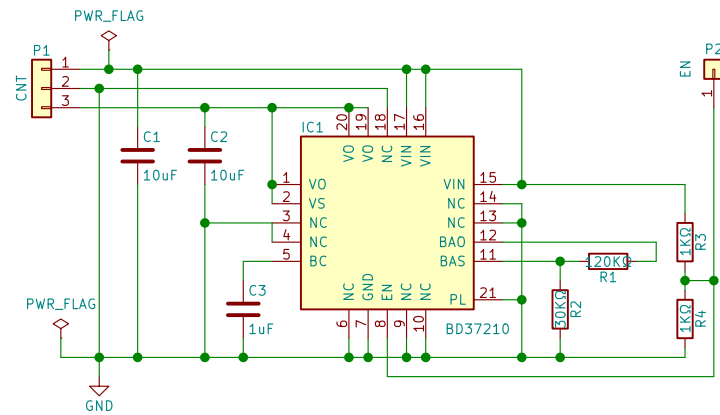 PWR_FLAG
P1
CNT
1
2
3
C1
10uF
C2
10uF
IC1
20
19
18
17
16
VO
VO
NC
VIN
VIN
1 VO
2 VS
3 NC
4 NC
5 BC
VIN 15
NC 14
NC 13
BAO 12
BAS 11
PL 21
NC
GND
EN
NC
NC
6
7
8
9
10
BD37210
C3
1uF
120KΩ
R1
30KΩ
R2
1KΩ
R3
1KΩ
R4
P2
EN
1
PWR_FLAG
GND